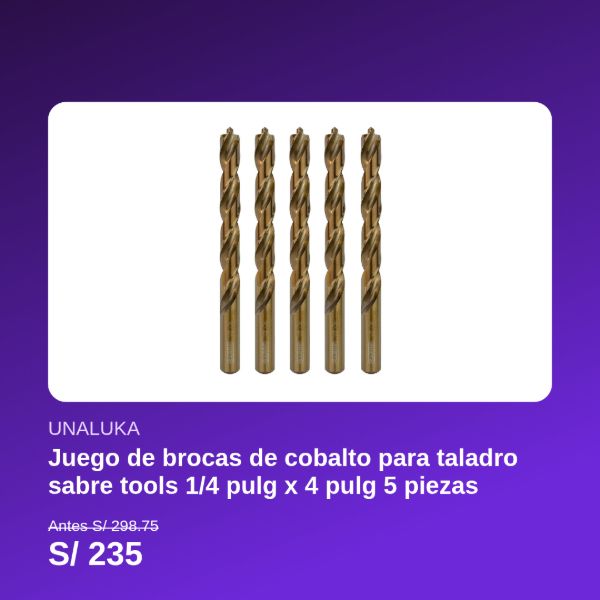 UNALUKA
Juego de brocas de cobalto para taladro
sabre tools 1/4 pulg x 4 pulg 5 piezas
Antes S/ 298.75
S/ 235